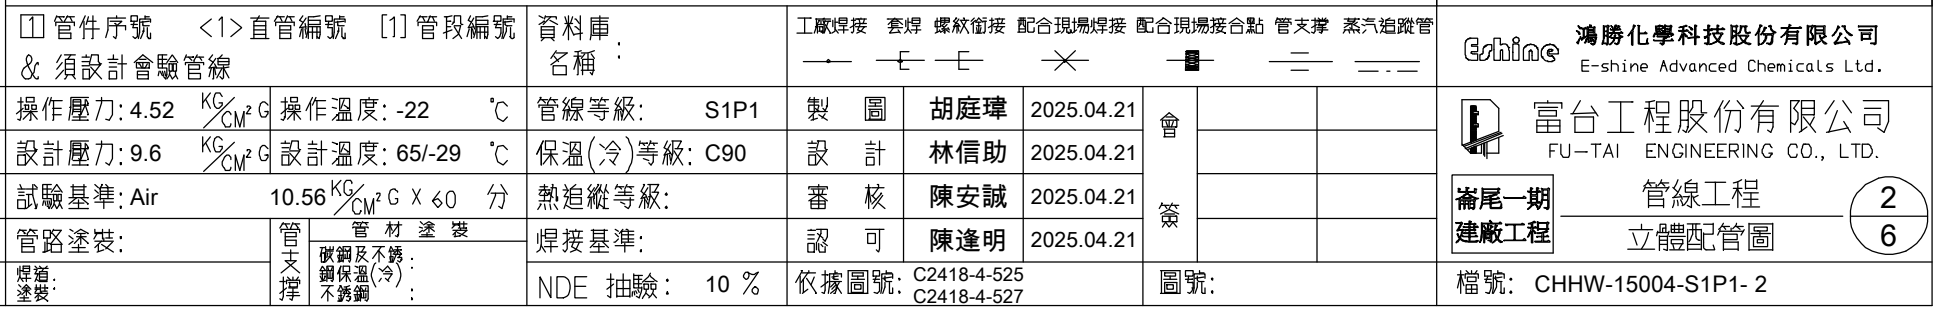 1 管件序號 <1>直管編號 [1]管段編號
& 須設計會驗管線
資料庫
名稱 :
工廠焊接 套焊 螺紋銜接 配合現場焊接 配合現場接合點 管支撐 蒸汽追蹤管
Eshine 鴻勝化學科技股份有限公司
E-shine Advanced Chemicals Ltd.
操作壓力: 4.52 KG/CM² G 操作溫度: -22 ℃ 管線等級: S1P1 製圖 胡庭瑋 2025.04.21
設計壓力: 9.6 KG/CM² G 設計溫度: 65/-29 ℃ 保溫(冷)等級: C90 設計 林信助 2025.04.21
試驗基準: Air 10.56 KG/CM² G X 60 分 熱追縱等級: 審核 陳安誠 2025.04.21
管路塗裝: 管支撐 管材塗裝 焊接基準: 認可 陳逢明 2025.04.21
碳鋼及不銹
鋼保溫(冷) :
不銹鋼 :
焊道
塗裝 :
NDE 抽驗: 10 % 依據圖號: C2418-4-525
C2418-4-527
會簽
圖號:
富台工程股份有限公司
FU-TAI ENGINEERING CO., LTD.
崙尾一期
建廠工程
管線工程
立體配管圖
2
6
檔號: CHHW-15004-S1P1- 2